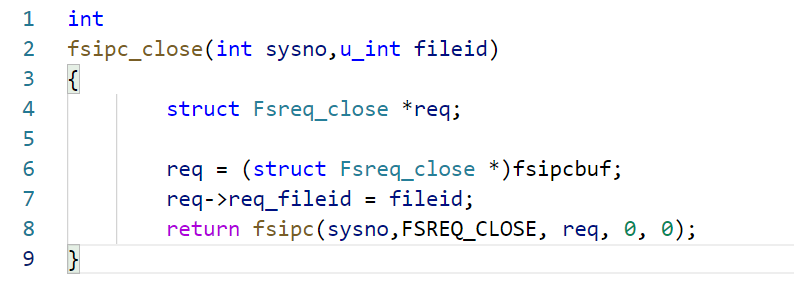 1 int
2 fsipc_close(int sysno,u_int fileid)
3 {
4 struct Fsreq_close *req;
5
6 req = (struct Fsreq_close *)fsipcbuf;
7 req->req_fileid = fileid;
8 return fsipc(sysno,FSREQ_CLOSE, req, 0, 0);
9 }